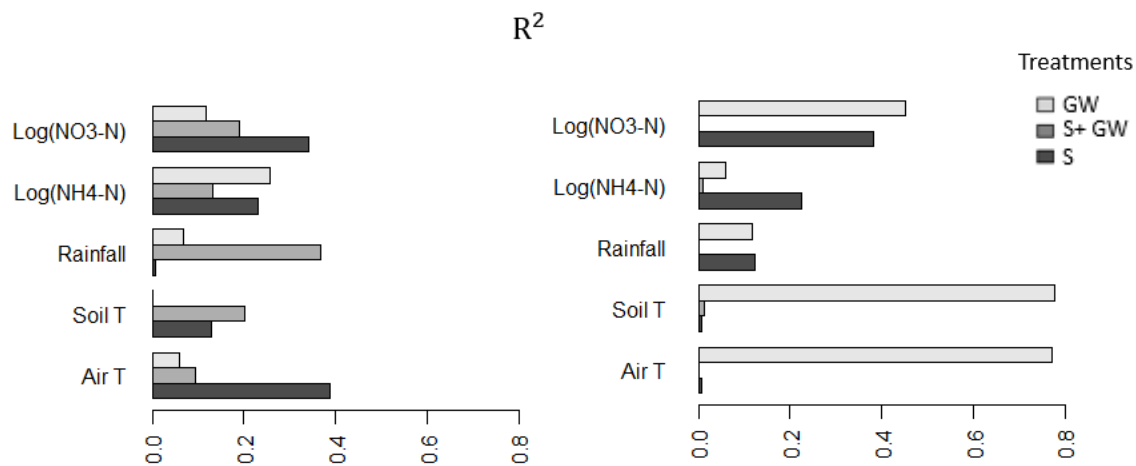 R²
Log(NO3-N)
Log(NH4-N)
Rainfall
Soil T
Air T
0.0 0.2 0.4 0.6 0.8
Log(NO3-N)
Log(NH4-N)
Rainfall
Soil T
Air T
0.0 0.2 0.4 0.6 0.8
Treatments
GW
S+ GW
S